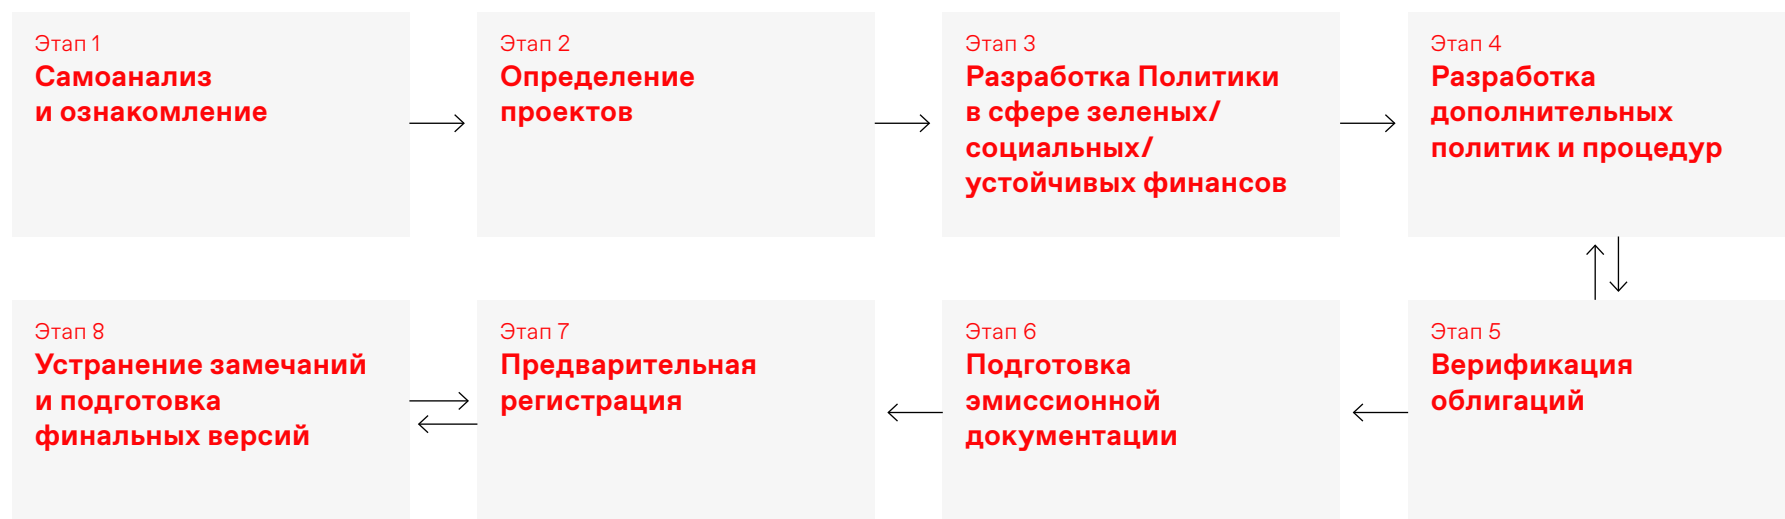 Этап 1
Самоанализ
и ознакомление
Этап 2
Определение
проектов
Этап 3
Разработка Политики
в сфере зеленых/
социальных/
устойчивых финансов
Этап 4
Разработка
дополнительных
политик и процедур
Этап 8
Устранение замечаний
и подготовка
финальных версий
Этап 7
Предварительная
регистрация
Этап 6
Подготовка
эмиссионной
документации
Этап 5
Верификация
облигаций